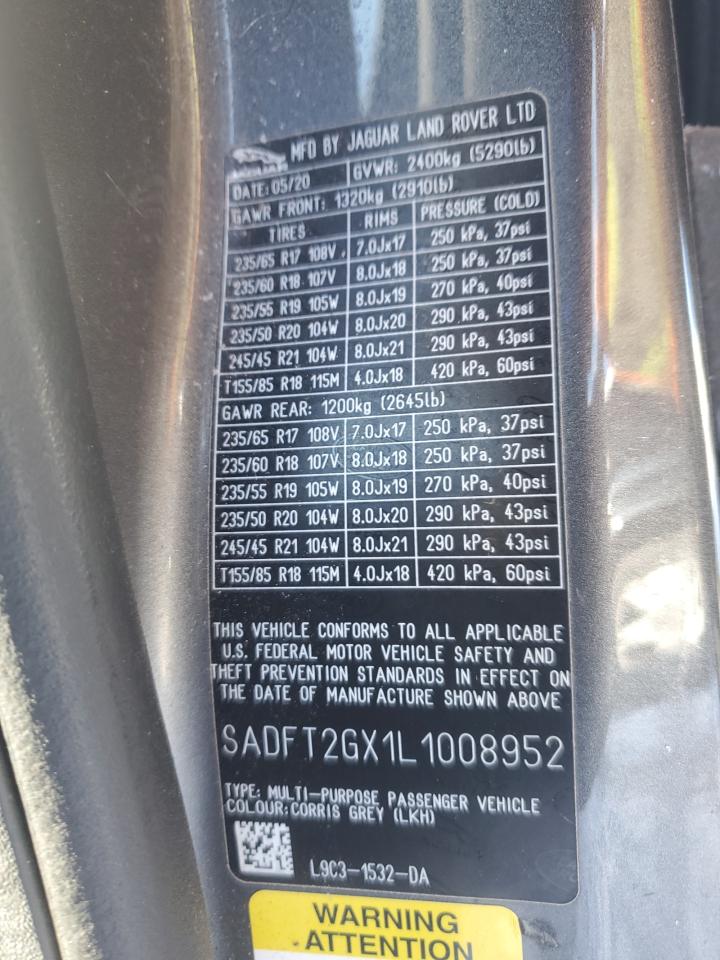 MFD BY JAGUAR LAND ROVER LTD
DATE: 05/20 GVWR: 2400kg (5290lb)
GAWR FRONT: 1320kg (2910lb)
TIRES RIMS PRESSURE (COLD)
235/65 R17 108V 7.0Jx17 250 kPa, 37psi
235/60 R18 107V 8.0Jx18 250 kPa, 37psi
235/55 R19 105W 8.0Jx19 270 kPa, 40psi
235/50 R20 104W 8.0Jx20 290 kPa, 43psi
245/45 R21 104W 8.0Jx21 290 kPa, 43psi
T155/85 R18 115M 4.0Jx18 420 kPa, 60psi
GAWR REAR: 1200kg (2645lb)
235/65 R17 108V 7.0Jx17 250 kPa, 37psi
235/60 R18 107V 8.0Jx18 250 kPa, 37psi
235/55 R19 105W 8.0Jx19 270 kPa, 40psi
235/50 R20 104W 8.0Jx20 290 kPa, 43psi
245/45 R21 104W 8.0Jx21 290 kPa, 43psi
T155/85 R18 115M 4.0Jx18 420 kPa, 60psi
THIS VEHICLE CONFORMS TO ALL APPLICABLE
U.S. FEDERAL MOTOR VEHICLE SAFETY AND
THEFT PREVENTION STANDARDS IN EFFECT ON
THE DATE OF MANUFACTURE SHOWN ABOVE
SADFT2GX1L1008952
TYPE: MULTI-PURPOSE PASSENGER VEHICLE
COLOUR:CORRIS GREY (LKH)
L9C3-1532-DA
WARNING
ATTENTION